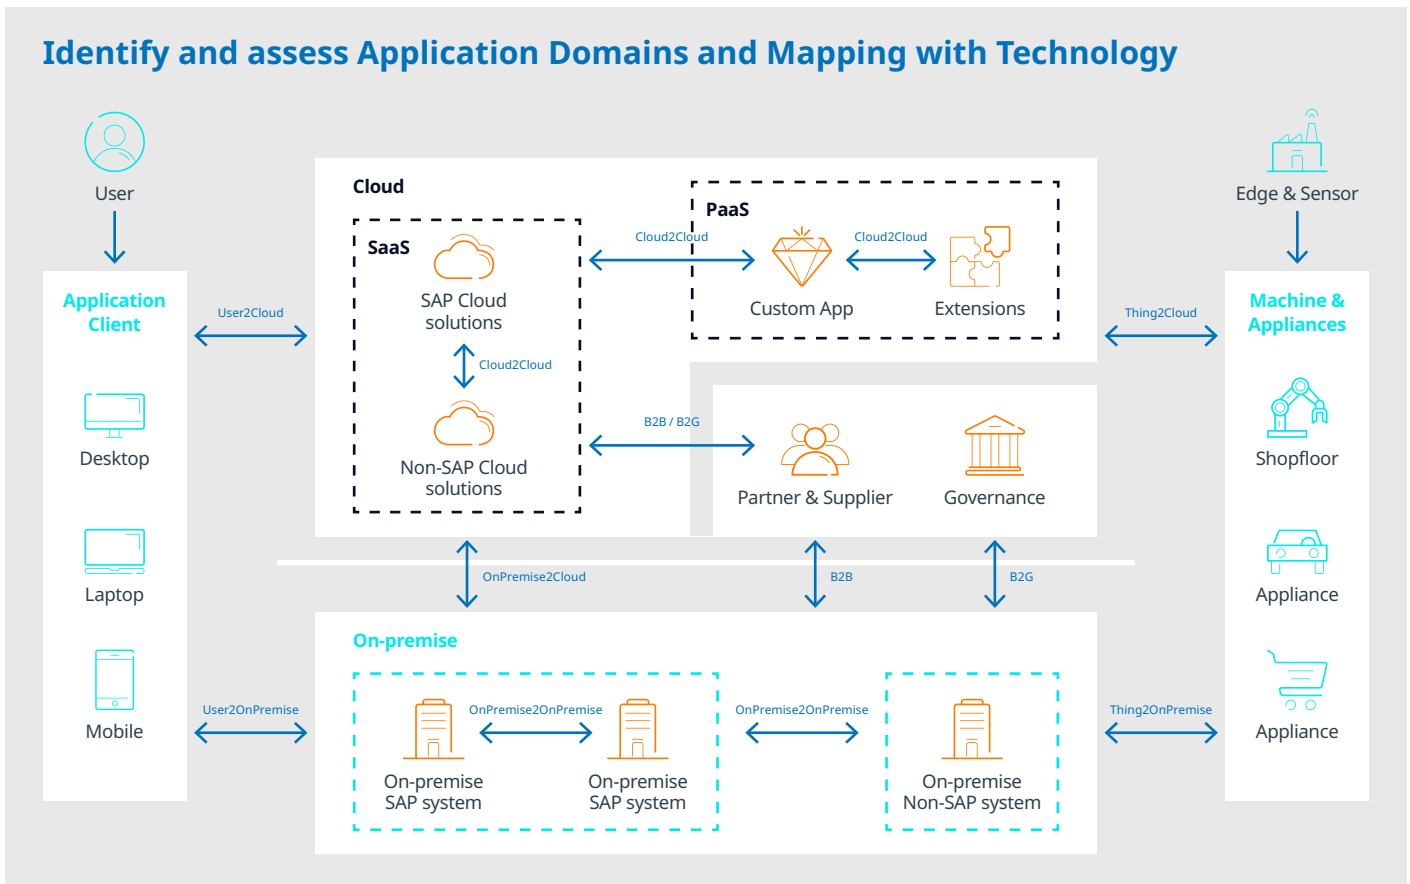 Identify and assess Application Domains and Mapping with Technology
User
Edge & Sensor
Application
Client
Desktop
Laptop
Mobile
User2Cloud
User2OnPremise
Cloud
SaaS
SAP Cloud
solutions
Cloud2Cloud
Non-SAP Cloud
solutions
Cloud2Cloud
PaaS
Custom App
Cloud2Cloud
Extensions
B2B / B2G
Partner & Supplier
Governance
OnPremise2Cloud
B2B
B2G
On-premise
On-premise
SAP system
OnPremise2OnPremise
On-premise
SAP system
OnPremise2OnPremise
On-premise
Non-SAP system
Thing2Cloud
Thing2OnPremise
Machine &
Appliances
Shopfloor
Appliance
Appliance